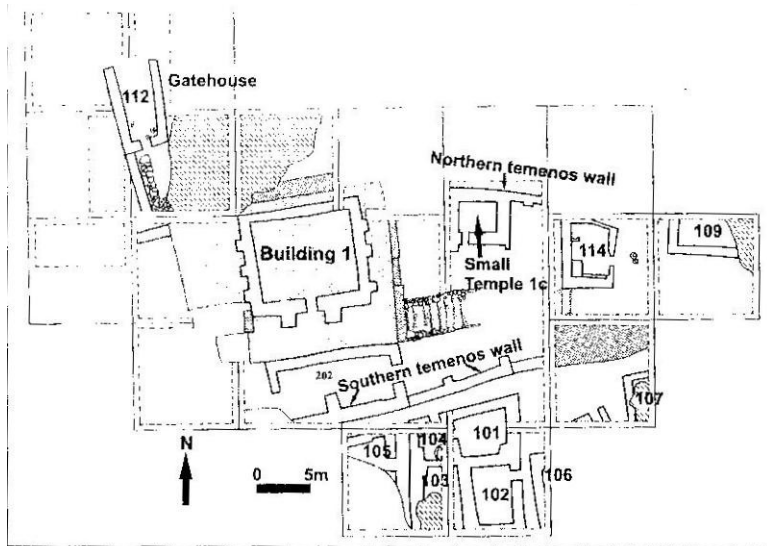 Gatehouse
112
Northern temenos wall
109
114
Building 1
Small
Temple 1c
202
Southern temenos wall
107
N
104
101
105
0 5m
103
106
102